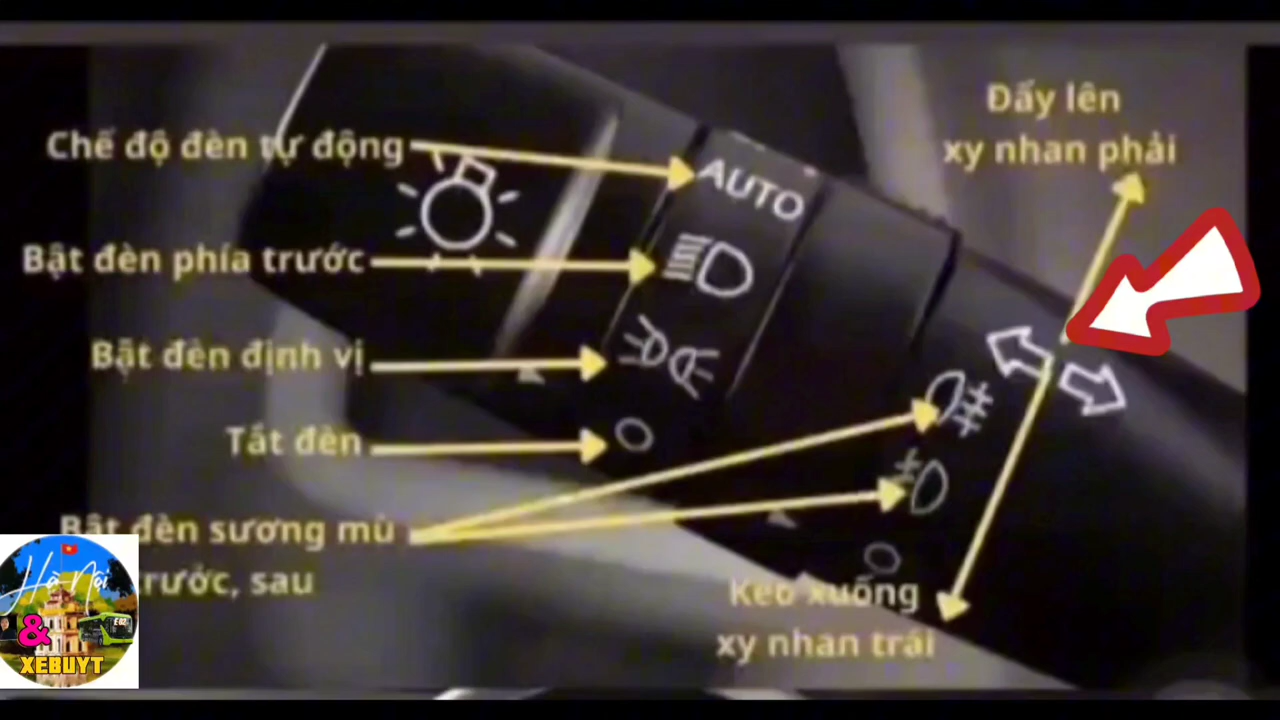 Đẩy lên
xy nhan phải
Chế độ đèn tự động
AUTO
Bật đèn phía trước
Bật đèn định vị
Tắt đèn
Bật đèn sương mù
trước, sau
Kéo xuống
xy nhan trái
Hà Nội
&
XEBUYT
E02